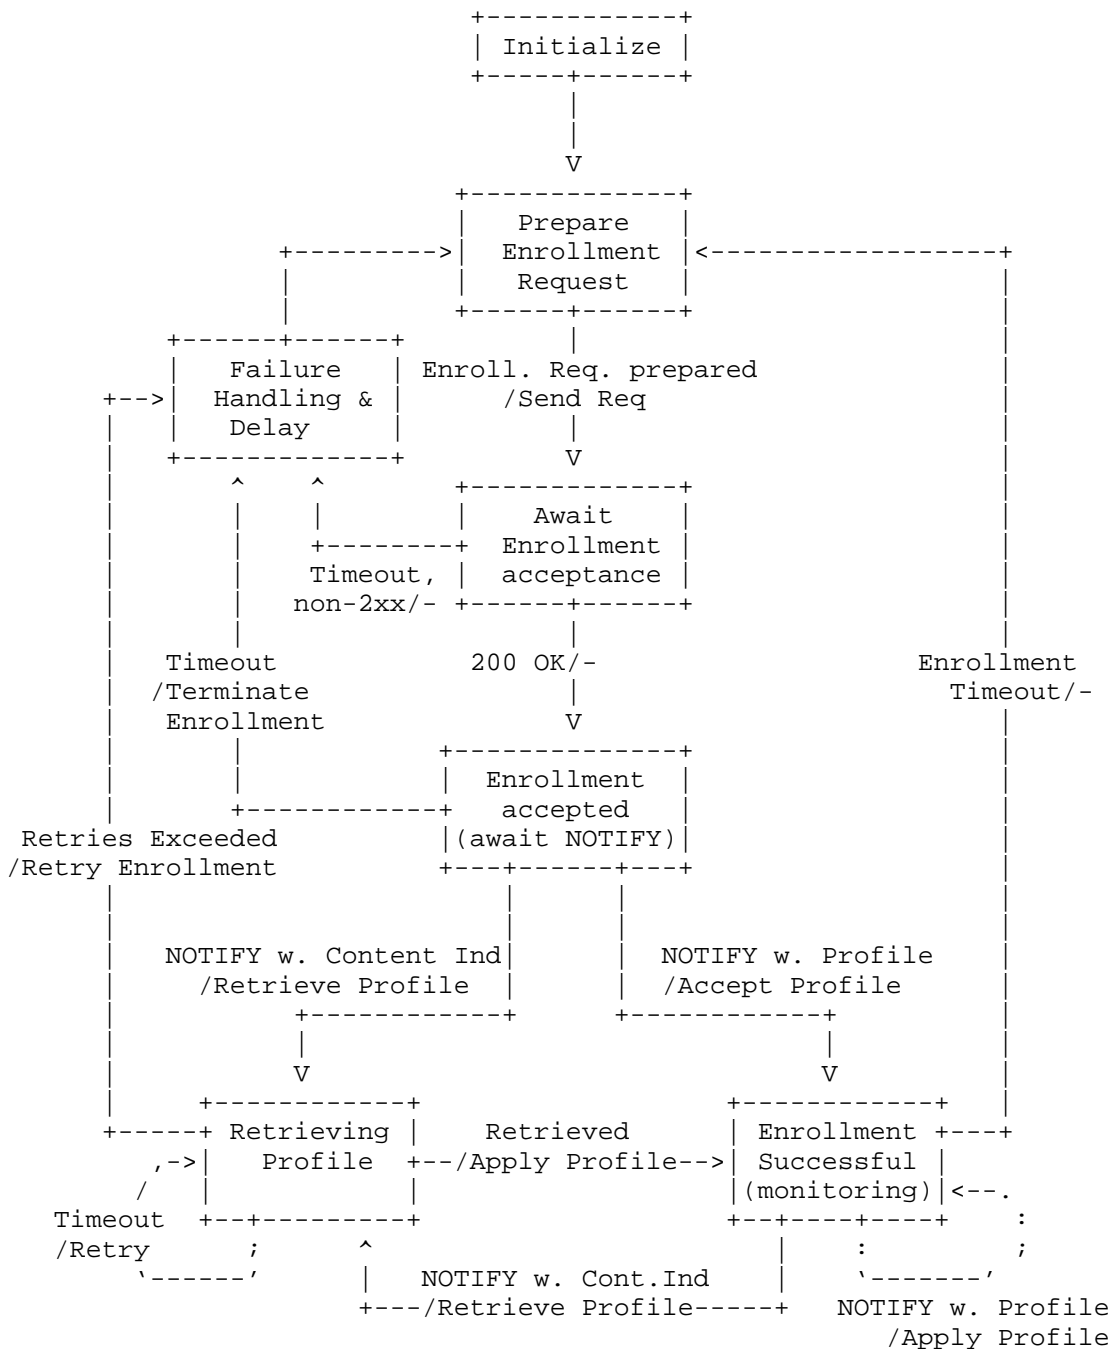 Initialize
Prepare
Enrollment
Request
Failure
Handling &
Delay
Enroll. Req. prepared
/Send Req
Await
Enrollment
acceptance
Timeout,
non-2xx/-
Timeout
/Terminate
Enrollment
200 OK/-
Enrollment
Timeout/-
Enrollment
accepted
(await NOTIFY)
Retries Exceeded
/Retry Enrollment
NOTIFY w. Content Ind
/Retrieve Profile
NOTIFY w. Profile
/Accept Profile
Retrieving
Profile
Retrieved
/Apply Profile
Enrollment
Successful
(monitoring)
Timeout
/Retry
NOTIFY w. Cont.Ind
/Retrieve Profile
NOTIFY w. Profile
/Apply Profile